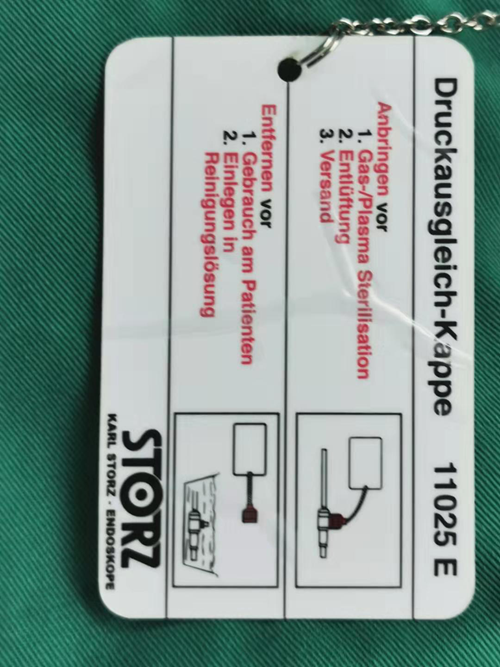 Druckausgleich-Kappe 11025 E
Anbringen vor
1. Gas-/Plasma Sterilisation
2. Entlüftung
3. Versand
Entfernen vor
1. Gebrauch am Patienten
2. Einlegen in
Reinigungslösung
STORZ
KARL STORZ - ENDOSKOPE